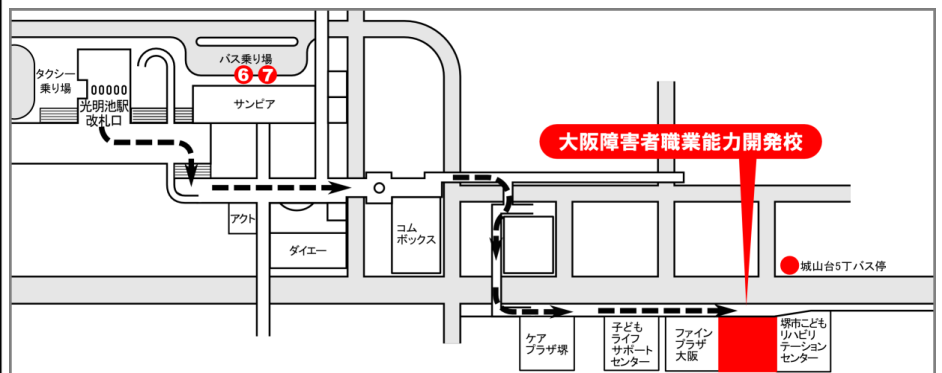 バス乗り場
6 7
タクシー
乗り場
光明池駅
改札口
サンピア
大阪障害者職業能力開発校
アクト
コム
ボックス
ダイエー
城山台5丁バス停
ケア
プラザ堺
子ども
ライフ
サポート
センター
ファイン
プラザ
大阪
堺市こども
リハビリ
テーション
センター